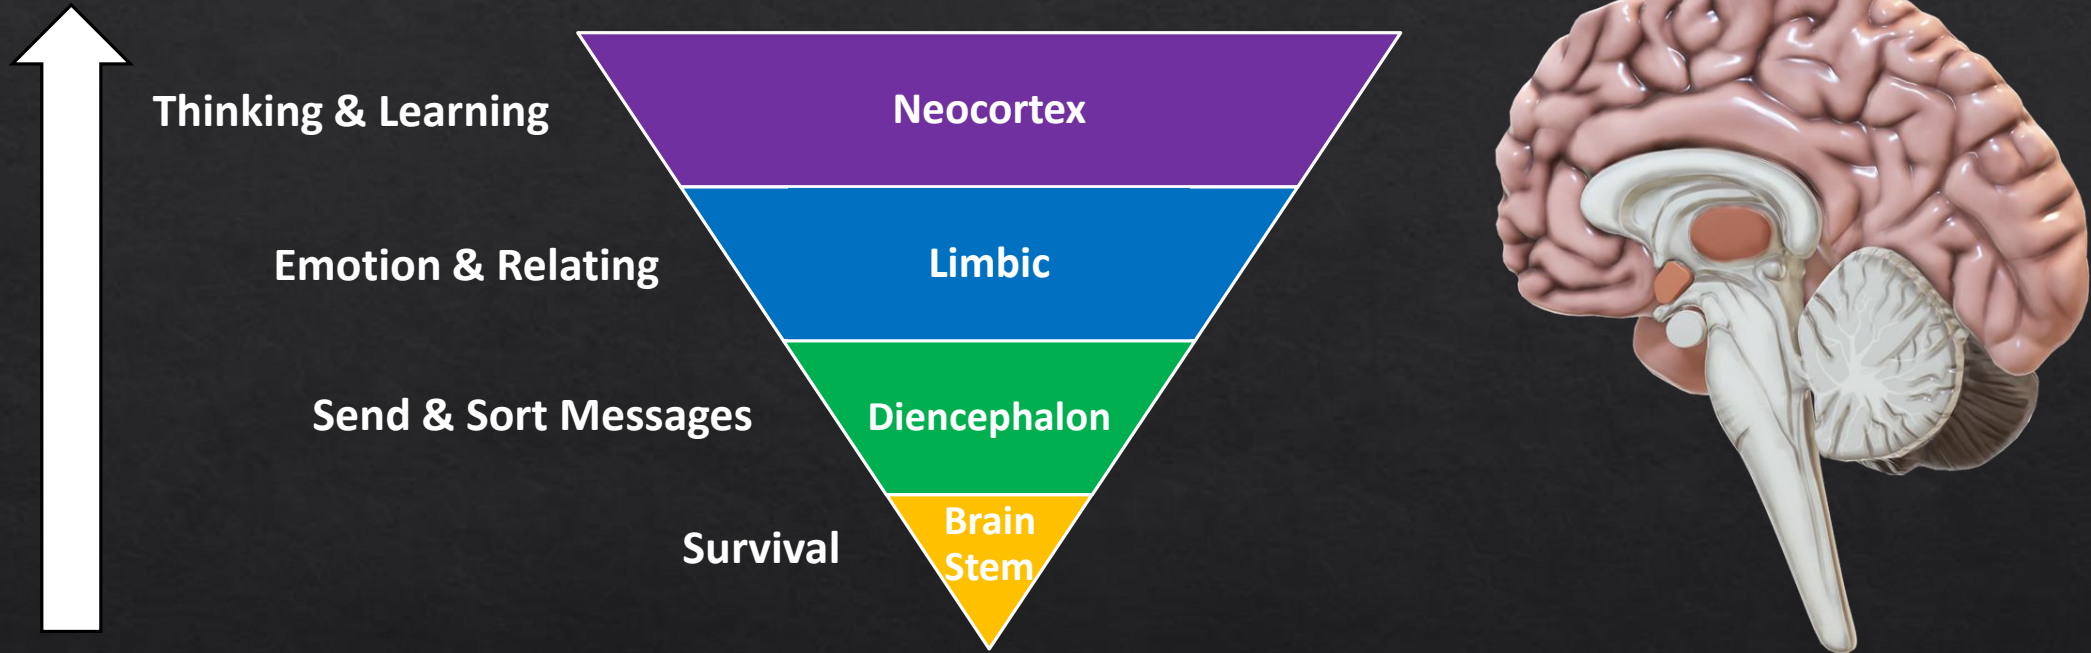 Thinking & Learning
Neocortex
Emotion & Relating
Limbic
Send & Sort Messages
Diencephalon
Survival
Brain
Stem